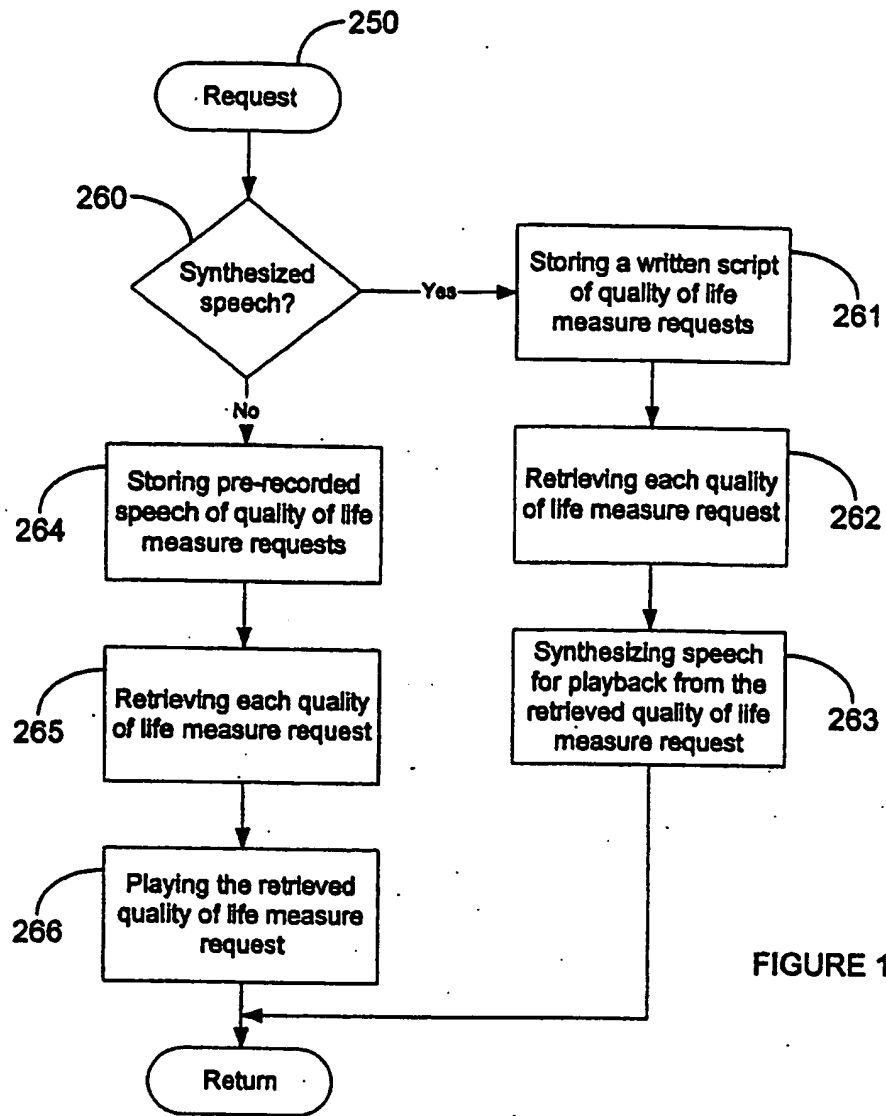 250
Request
260
Synthesized
speech?
Yes
Storing a written script
of quality of life
measure requests
261
No
Retrieving each quality
of life measure request
262
264
Storing pre-recorded
speech of quality of life
measure requests
Synthesizing speech
for playback from the
retrieved quality of life
measure request
263
265
Retrieving each quality
of life measure request
266
Playing the retrieved
quality of life measure
request
FIGURE 1
Return